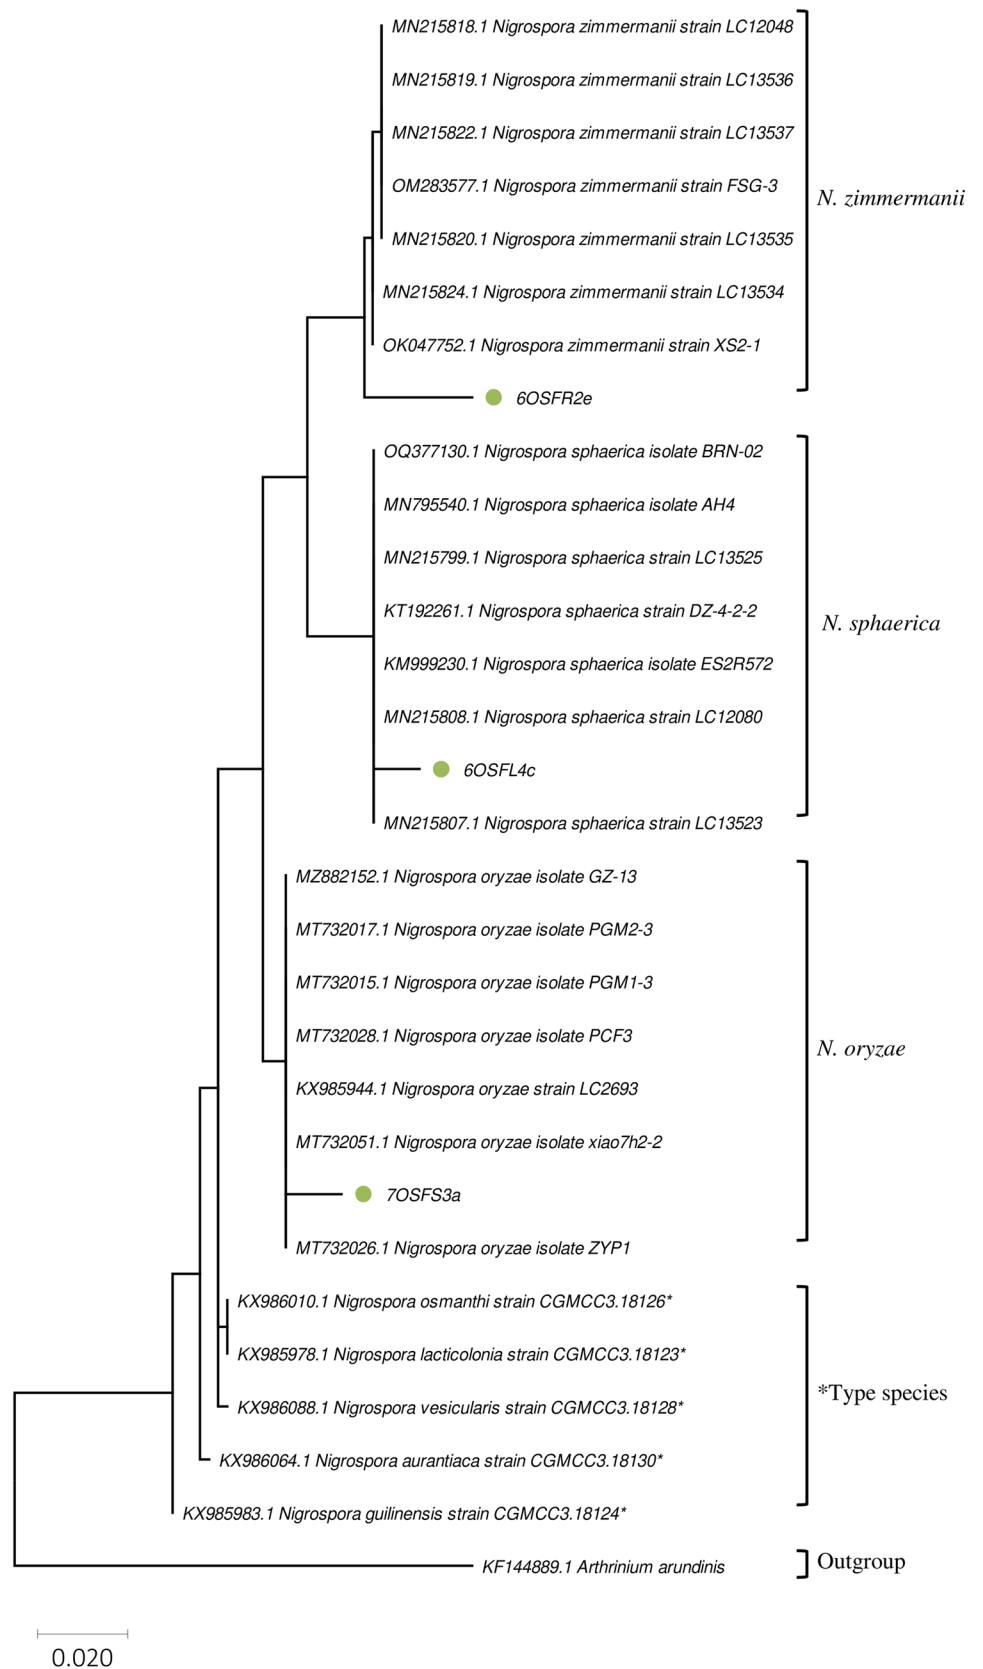 MN215818.1 Nigrospora zimmermanii strain LC12048
MN215819.1 Nigrospora zimmermanii strain LC13536
MN215822.1 Nigrospora zimmermanii strain LC13537
OM283577.1 Nigrospora zimmermanii strain FSG-3
N. zimmermanii
MN215820.1 Nigrospora zimmermanii strain LC13535
MN215824.1 Nigrospora zimmermanii strain LC13534
OK047752.1 Nigrospora zimmermanii strain XS2-1
6OSFR2e
OQ377130.1 Nigrospora sphaerica isolate BRN-02
MN795540.1 Nigrospora sphaerica isolate AH4
MN215799.1 Nigrospora sphaerica strain LC13525
KT192261.1 Nigrospora sphaerica strain DZ-4-2-2
N. sphaerica
KM999230.1 Nigrospora sphaerica isolate ES2R572
MN215808.1 Nigrospora sphaerica strain LC12080
6OSFL4c
MN215807.1 Nigrospora sphaerica strain LC13523
MZ882152.1 Nigrospora oryzae isolate GZ-13
MT732017.1 Nigrospora oryzae isolate PGM2-3
MT732015.1 Nigrospora oryzae isolate PGM1-3
MT732028.1 Nigrospora oryzae isolate PCF3
N. oryzae
KX985944.1 Nigrospora oryzae strain LC2693
MT732051.1 Nigrospora oryzae isolate xiao7h2-2
7OSFS3a
MT732026.1 Nigrospora oryzae isolate ZYP1
KX986010.1 Nigrospora osmanthi strain CGMCC3.18126*
KX985978.1 Nigrospora lacticolonia strain CGMCC3.18123*
*Type species
KX986088.1 Nigrospora vesicularis strain CGMCC3.18128*
KX986064.1 Nigrospora aurantiaca strain CGMCC3.18130*
KX985983.1 Nigrospora guilinensis strain CGMCC3.18124*
KF144889.1 Arthrinium arundinis
Outgroup
0.020